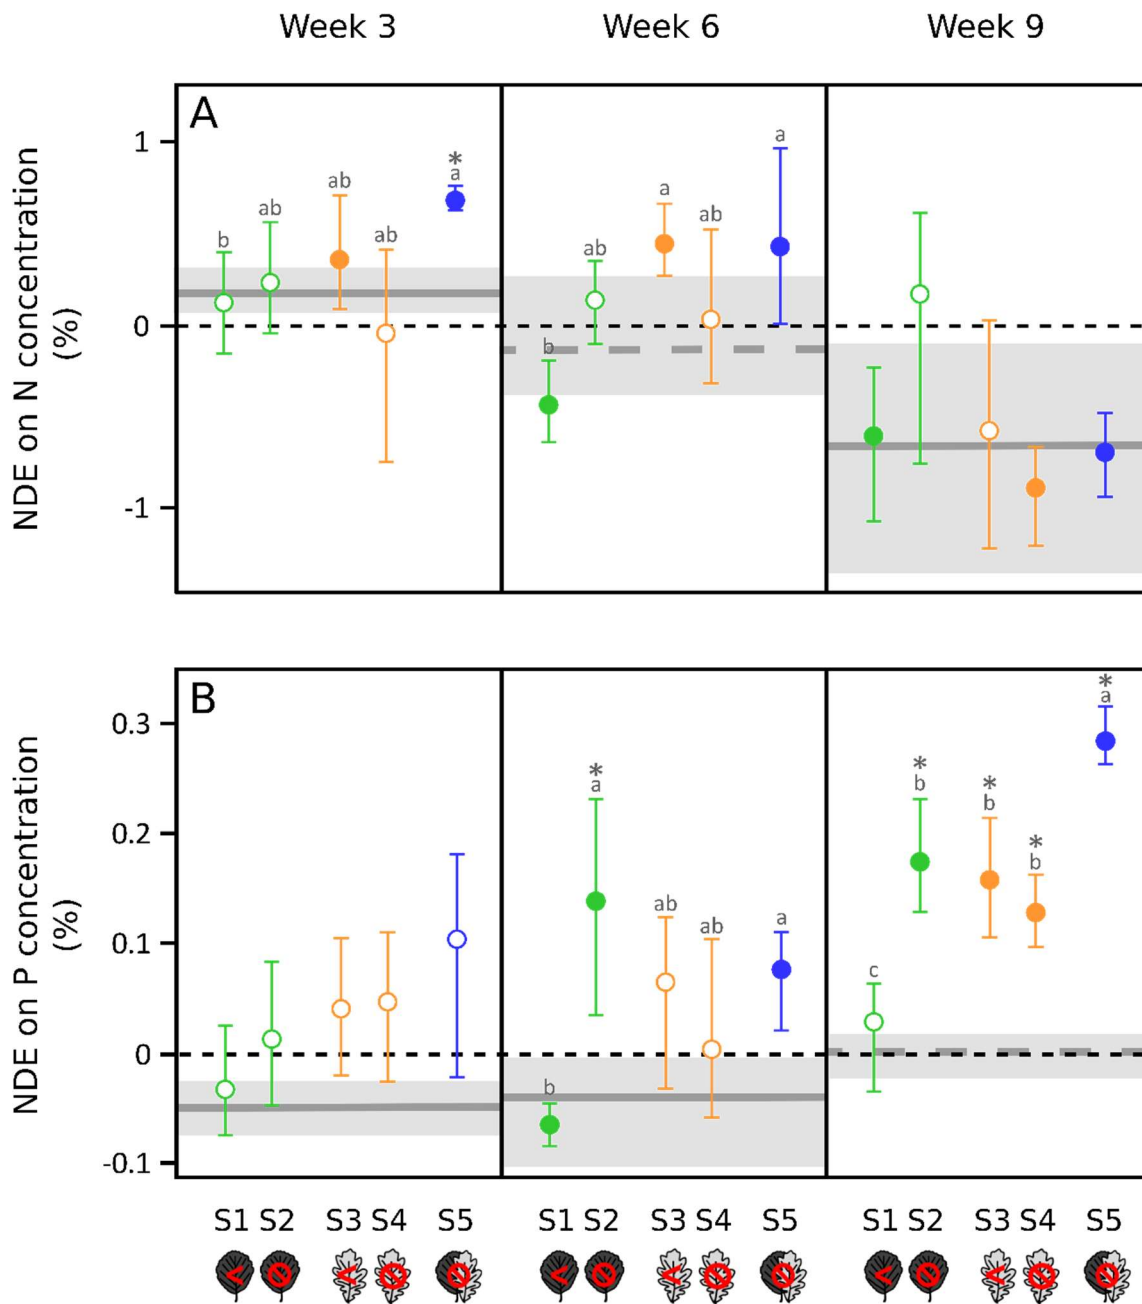 Week 3 Week 6 Week 9
A
NDE on N concentration
(%)
1
0
-1
b ab ab ab * a
b ab a ab a
B
NDE on P concentration
(%)
0.3
0.2
0.1
0
-0.1
b * a ab ab a
c * b * b * b * a
S1 S2 S3 S4 S5 S1 S2 S3 S4 S5 S1 S2 S3 S4 S5
< < < < < <